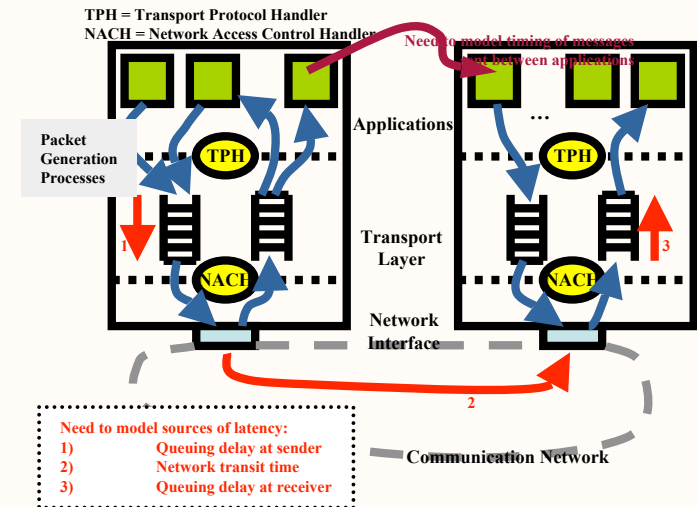 TPH = Transport Protocol Handler
NACH = Network Access Control Handler
Need to model timing of messages
nt between applications
...
Applications
Packet
Generation
Processes
TPH
TPH
1
3
Transport
Layer
NACH
NACH
Network
Interface
2
Need to model sources of latency:
1) Queuing delay at sender
2) Network transit time
3) Queuing delay at receiver
Communication Network